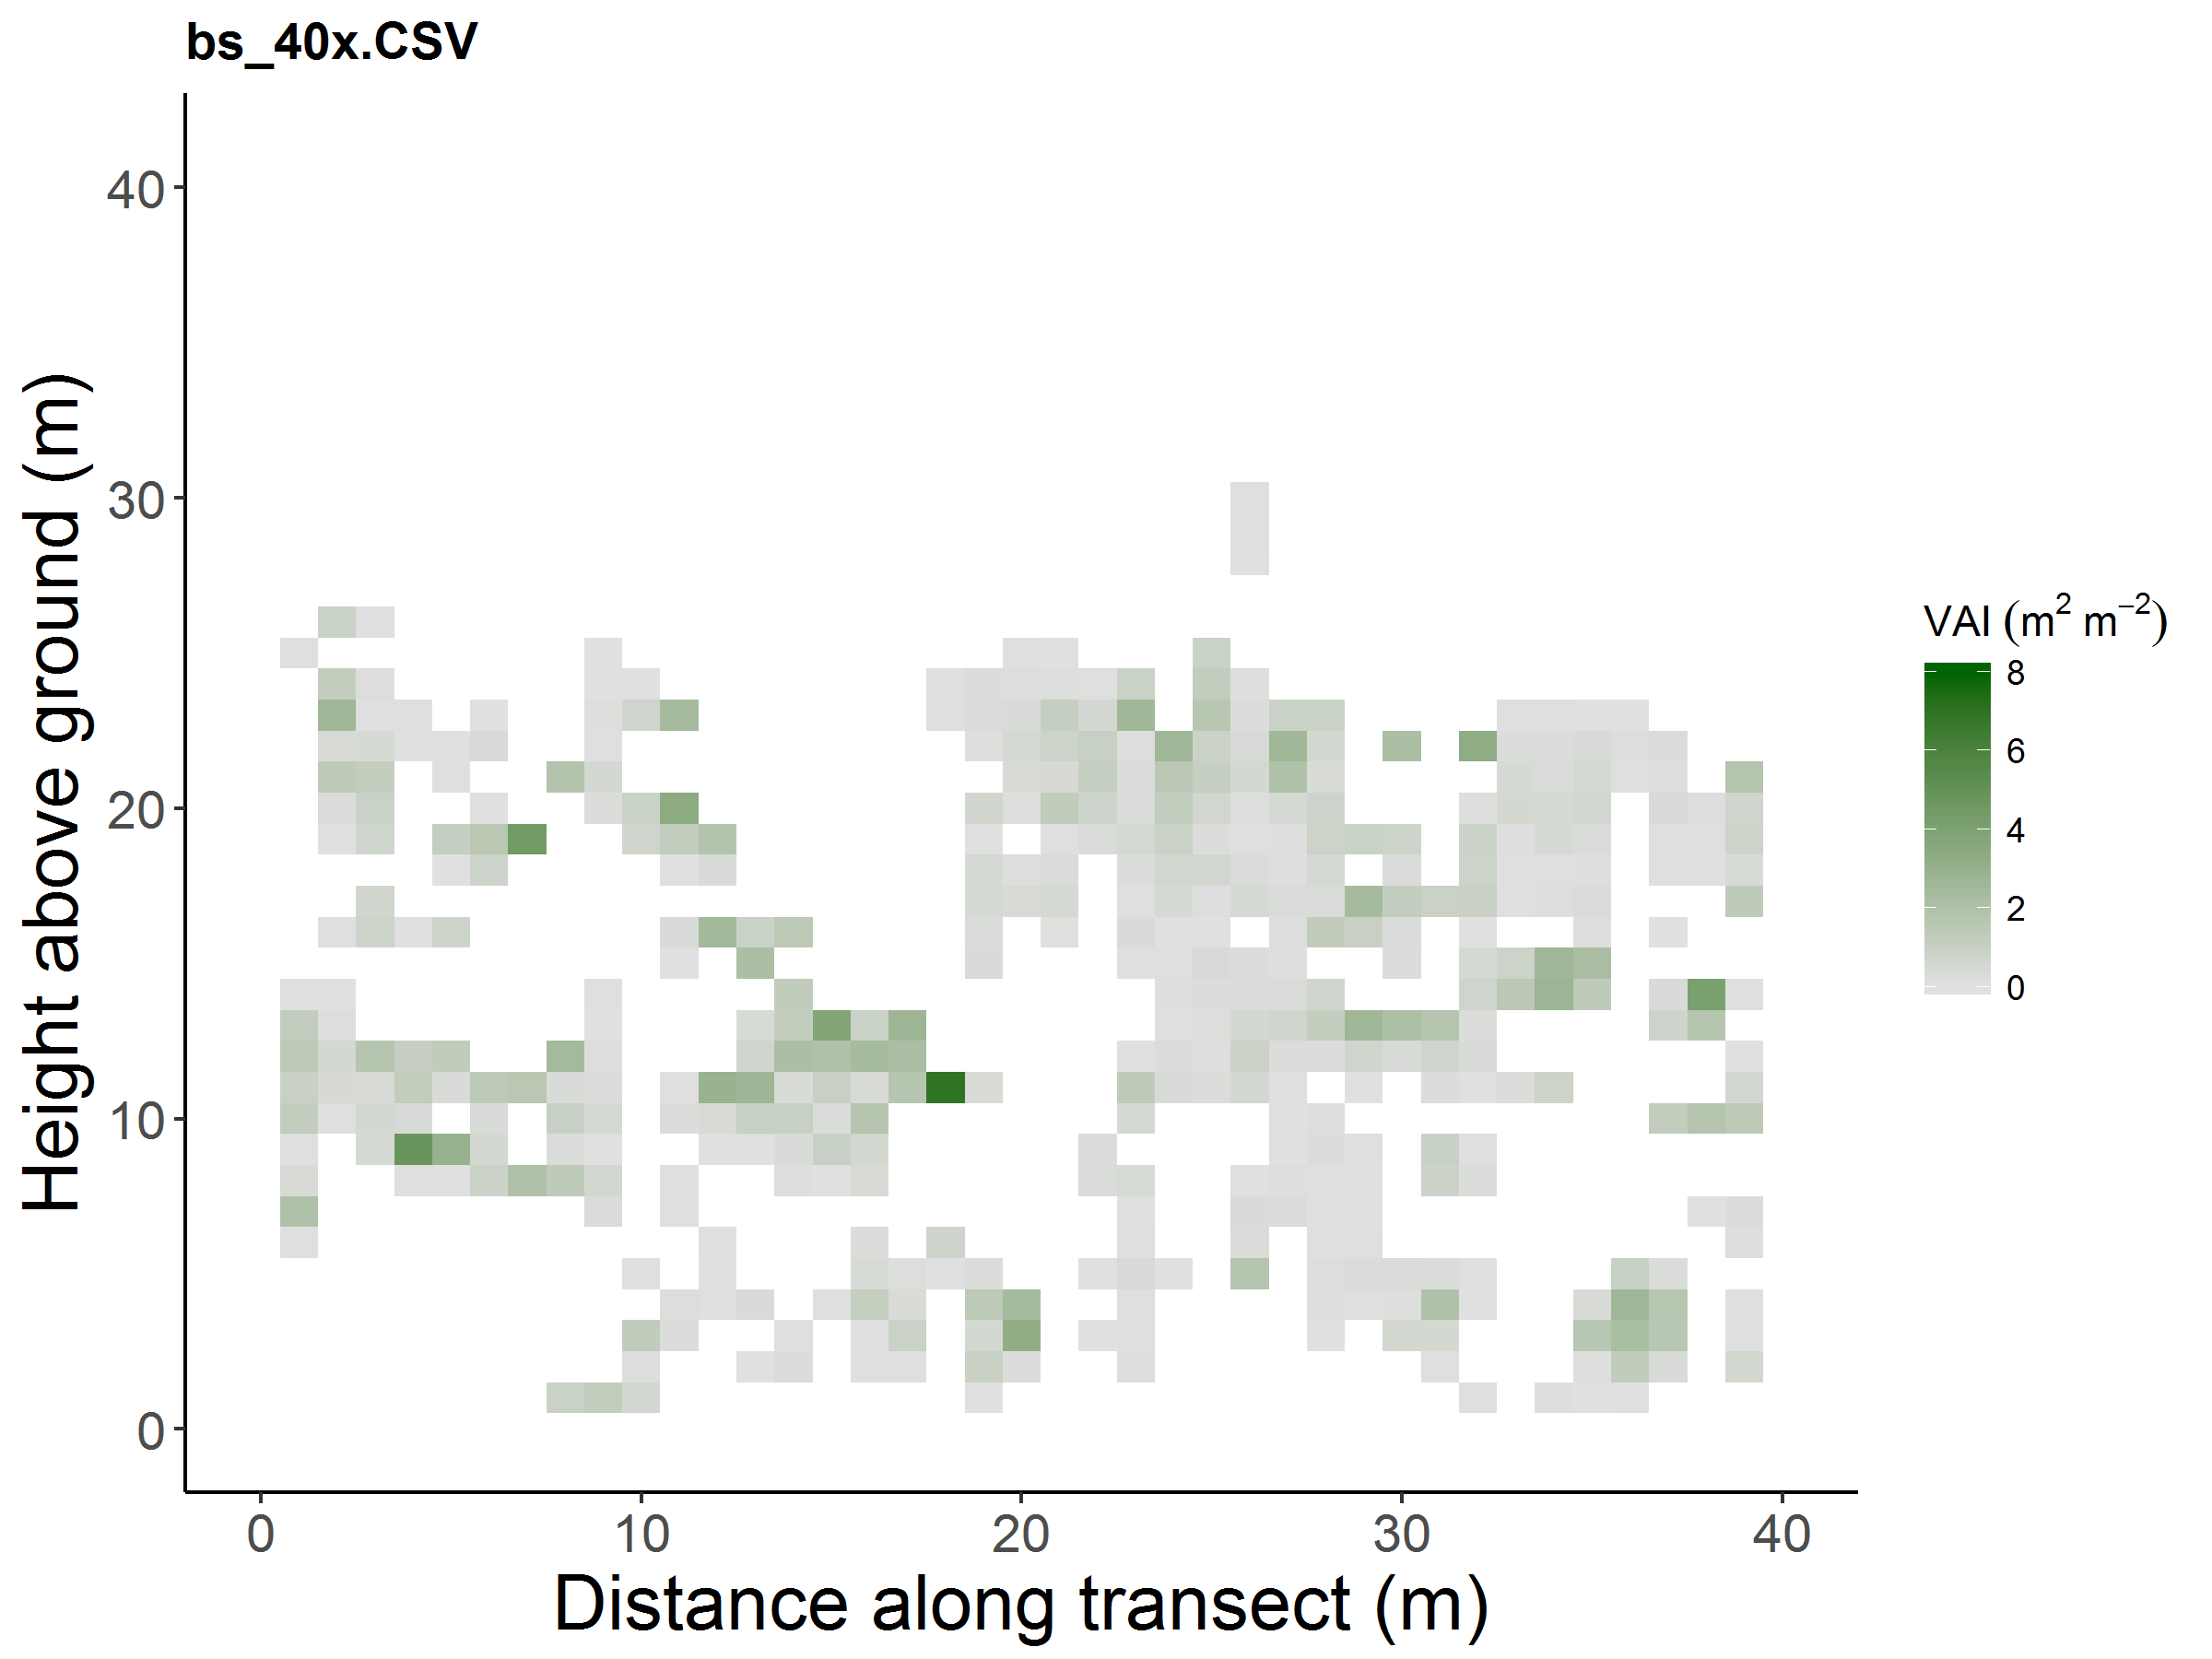 bs_40x.CSV
Height above ground (m)
40
30
20
10
0
0 10 20 30 40
Distance along transect (m)
VAI (m² m⁻²)
8
6
4
2
0